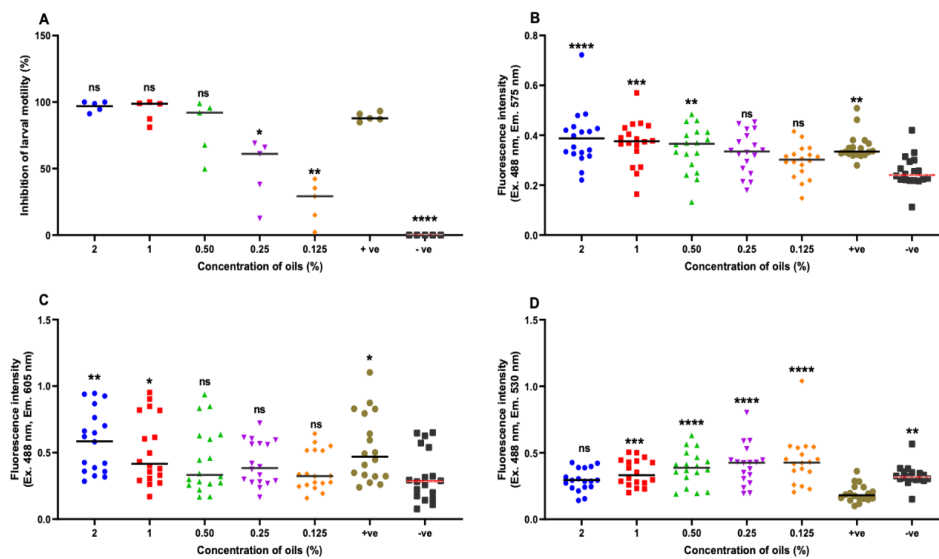 A
Inhibition of larval motility (%)
150
100
50
0
ns
ns
ns
*
**
****
2
1
0.50
0.25
0.125
+ ve
- ve
Concentration of oils (%)
B
Fluorescence intensity
(Ex. 488 nm, Em. 575 nm)
0.8
0.6
0.4
0.2
0.0
****
***
**
ns
ns
**
2
1
0.50
0.25
0.125
+ve
-ve
Concentration of oils (%)
C
Fluorescence intensity
(Ex. 488 nm, Em. 605 nm)
1.5
1.0
0.5
0.0
**
*
ns
ns
ns
*
2
1
0.50
0.25
0.125
+ve
-ve
Concentration of oils (%)
D
Fluorescence intensity
(Ex. 488 nm, Em. 530 nm)
1.5
1.0
0.5
0.0
ns
***
****
****
****
**
2
1
0.50
0.25
0.125
+ve
-ve
Concentration of oils (%)